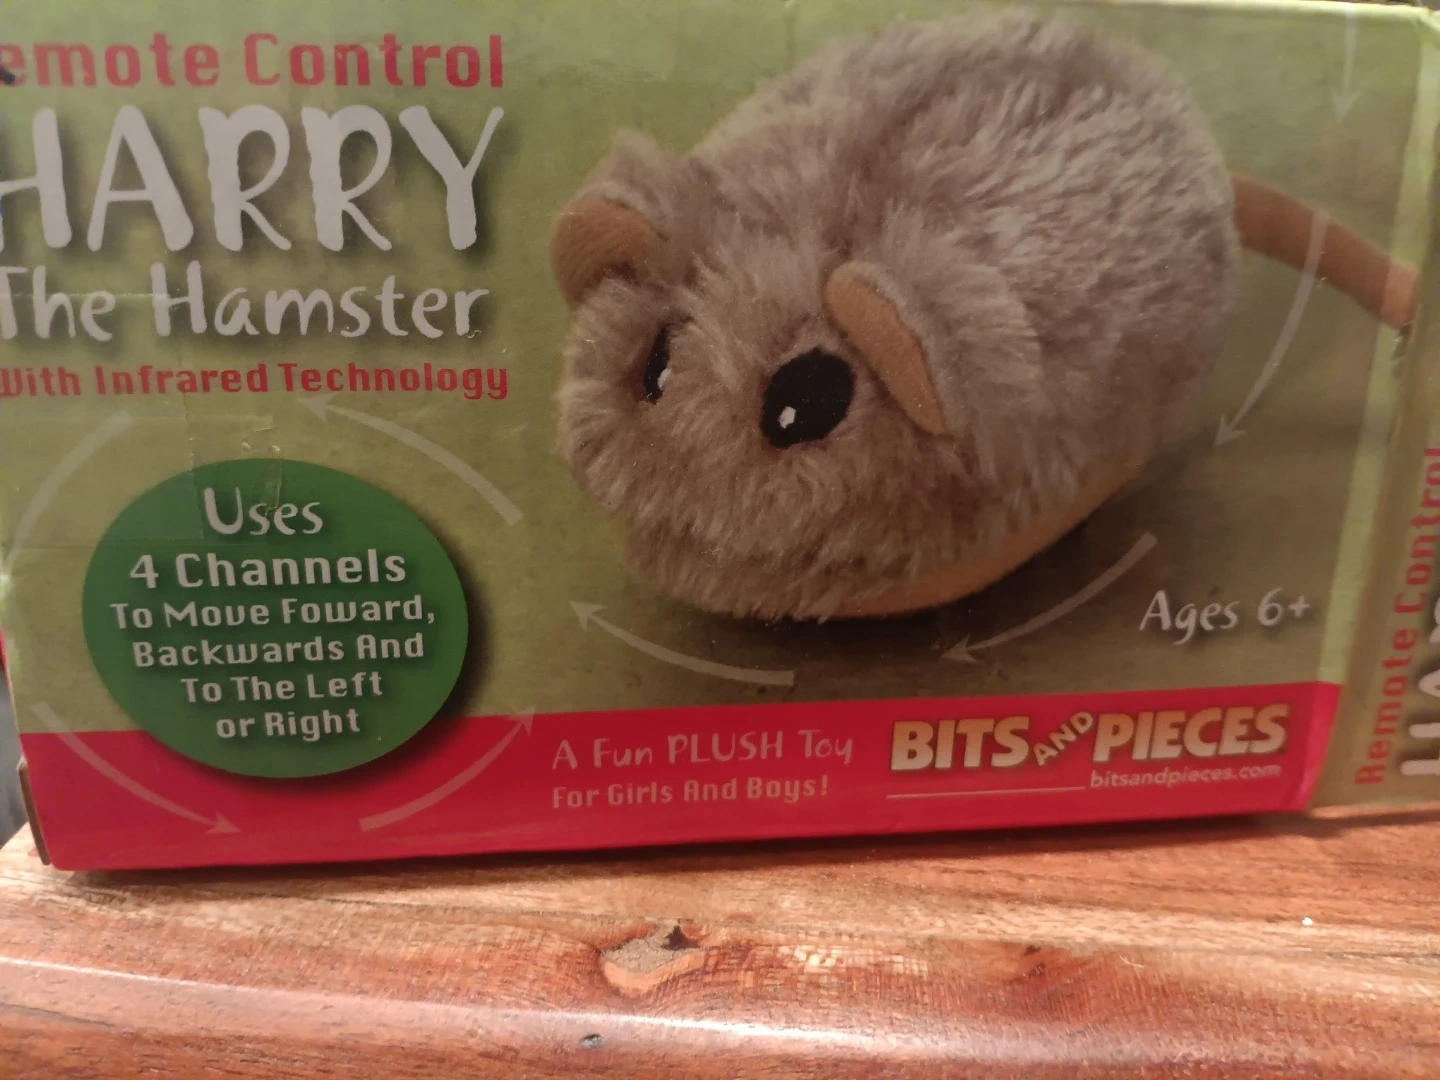 emote Control
HARRY
The Hamster
With Infrared Technology
Uses
4 Channels
To Move Foward,
Backwards And
To The Left
or Right
Ages 6+
A Fun PLUSH Toy
For Girls And Boys!
BITS AND PIECES
bitsandpieces.com
Remote Control